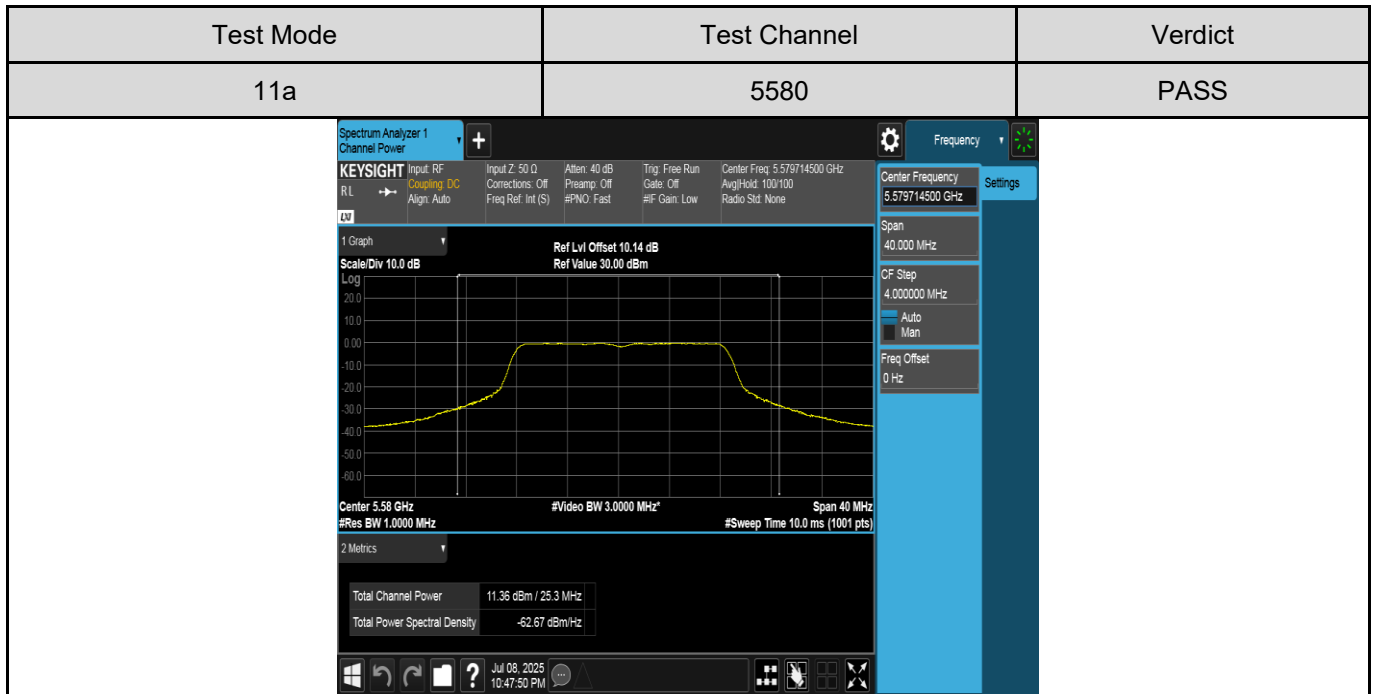 Test Mode Test Channel Verdict
11a 5580 PASS
Spectrum Analyzer 1
Channel Power
+
Frequency
KEYSIGHT
R L
LXI
Input: RF
Coupling: DC
Align: Auto
Input Z: 50 Ω
Corrections: Off
Freq Ref: Int (S)
Atten: 40 dB
Preamp: Off
#PNO: Fast
Trig: Free Run
Gate: Off
#IF Gain: Low
Center Freq: 5.579714500 GHz
Avg|Hold: 100/100
Radio Std: None
Center Frequency
5.579714500 GHz
Settings
Span
40.000 MHz
CF Step
4.000000 MHz
Auto
Man
Freq Offset
0 Hz
1 Graph
Scale/Div 10.0 dB
Ref Lvl Offset 10.14 dB
Ref Value 30.00 dBm
Log
20.0
10.0
0.00
-10.0
-20.0
-30.0
-40.0
-50.0
-60.0
Center 5.58 GHz
#Video BW 3.0000 MHz*
Span 40 MHz
#Res BW 1.0000 MHz
#Sweep Time 10.0 ms (1001 pts)
2 Metrics
Total Channel Power 11.36 dBm / 25.3 MHz
Total Power Spectral Density -62.67 dBm/Hz
?
Jul 08, 2025
10:47:50 PM